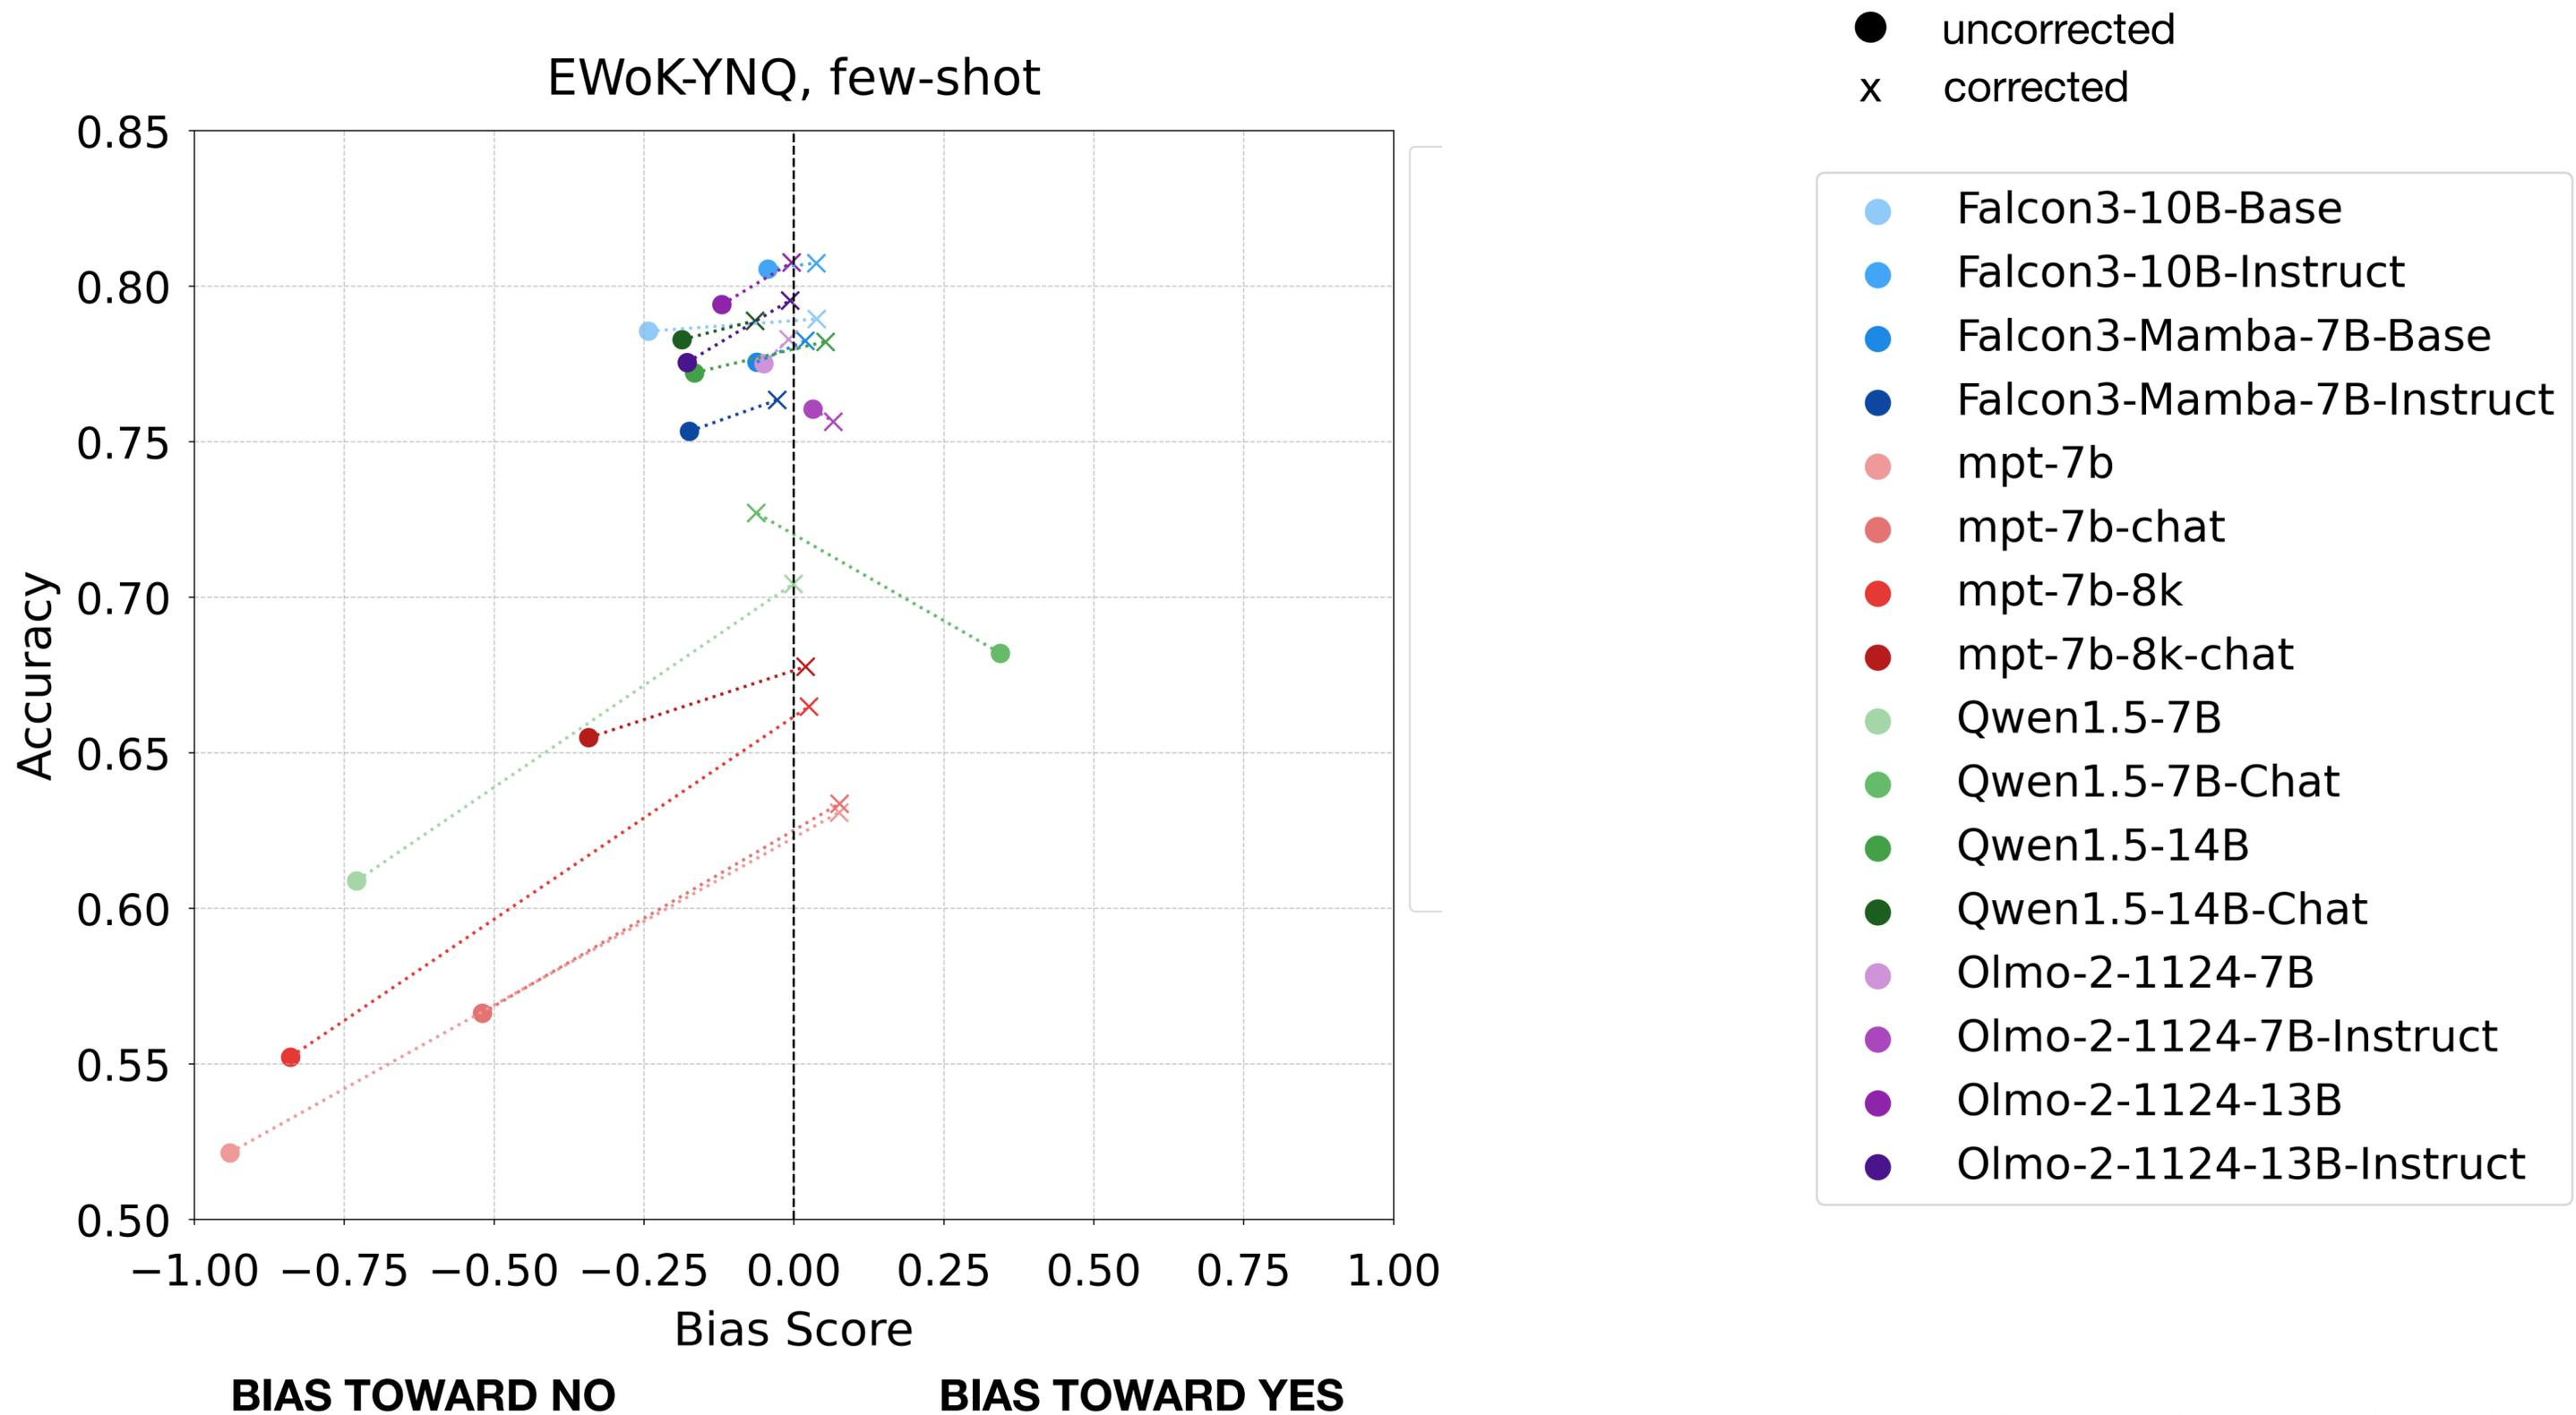 uncorrected
x corrected
EWoK-YNQ, few-shot
0.85
0.80
0.75
0.70
0.65
0.60
0.55
0.50
Accuracy
−1.00 −0.75 −0.50 −0.25 0.00 0.25 0.50 0.75 1.00
Bias Score
BIAS TOWARD NO BIAS TOWARD YES
Falcon3-10B-Base
Falcon3-10B-Instruct
Falcon3-Mamba-7B-Base
Falcon3-Mamba-7B-Instruct
mpt-7b
mpt-7b-chat
mpt-7b-8k
mpt-7b-8k-chat
Qwen1.5-7B
Qwen1.5-7B-Chat
Qwen1.5-14B
Qwen1.5-14B-Chat
Olmo-2-1124-7B
Olmo-2-1124-7B-Instruct
Olmo-2-1124-13B
Olmo-2-1124-13B-Instruct